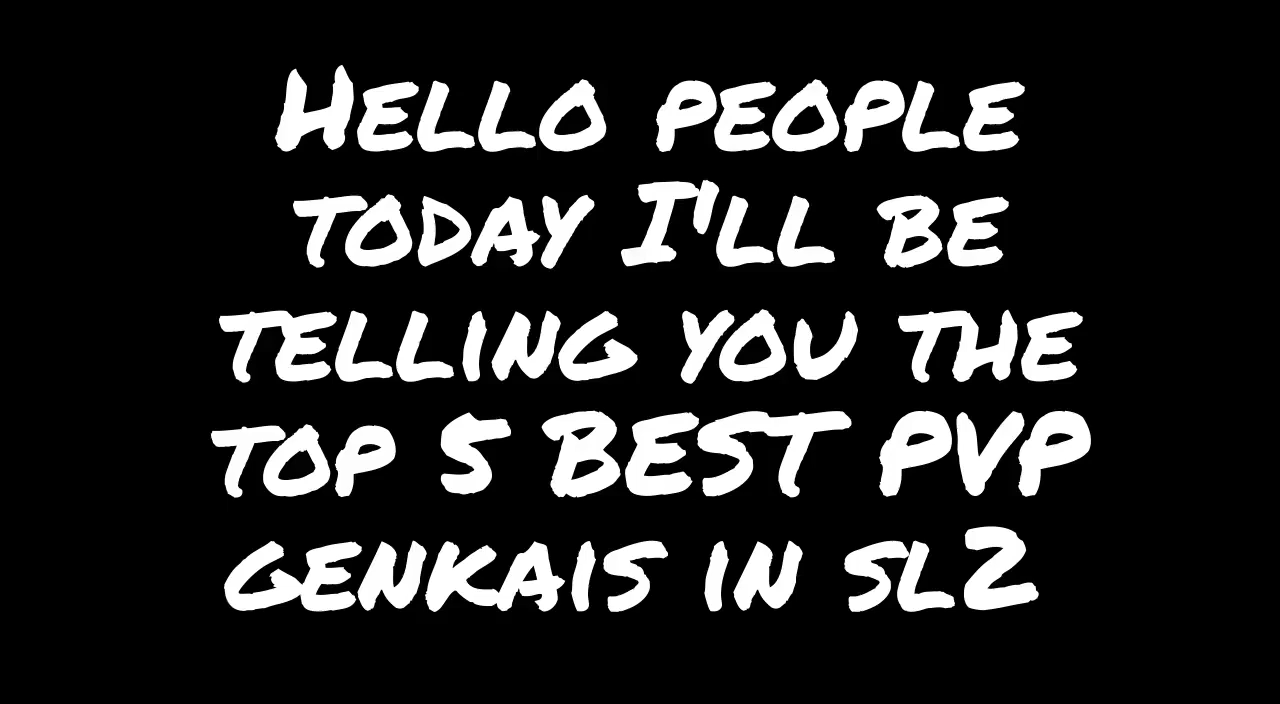 Hello people
today I'll be
telling you the
top 5 BEST PVP
genkais in sl2